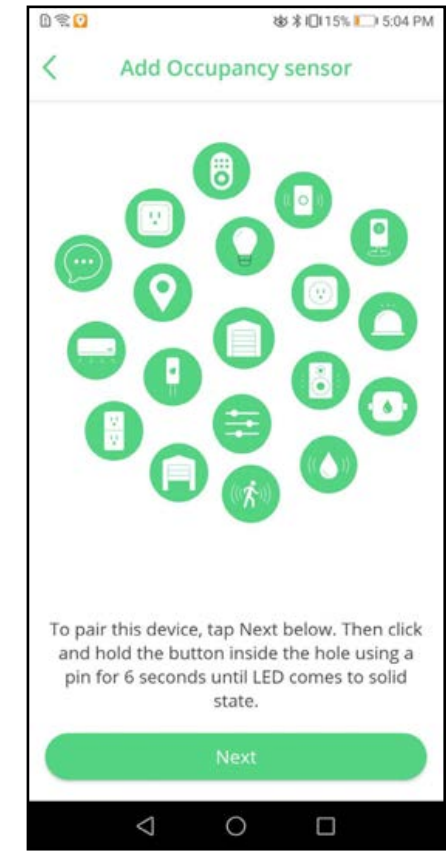 15% 5:04 PM
Add Occupancy sensor
To pair this device, tap Next below. Then click
and hold the button inside the hole using a
pin for 6 seconds until LED comes to solid
state.
Next